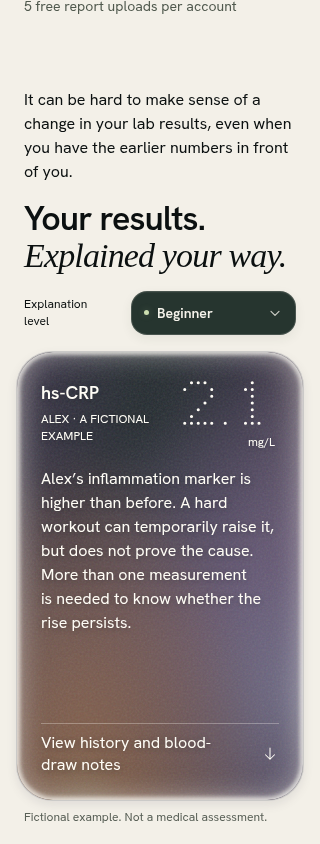 5 free report uploads per account
It can be hard to make sense of a
change in your lab results, even when
you have the earlier numbers in front
of you.
Your results.
Explained your way.
Explanation
level
Beginner
hs-CRP
ALEX · A FICTIONAL
EXAMPLE
2.1
mg/L
Alex’s inflammation marker is
higher than before. A hard
workout can temporarily raise it,
but does not prove the cause.
More than one measurement
is needed to know whether the
rise persists.
View history and blood-
draw notes
Fictional example. Not a medical assessment.